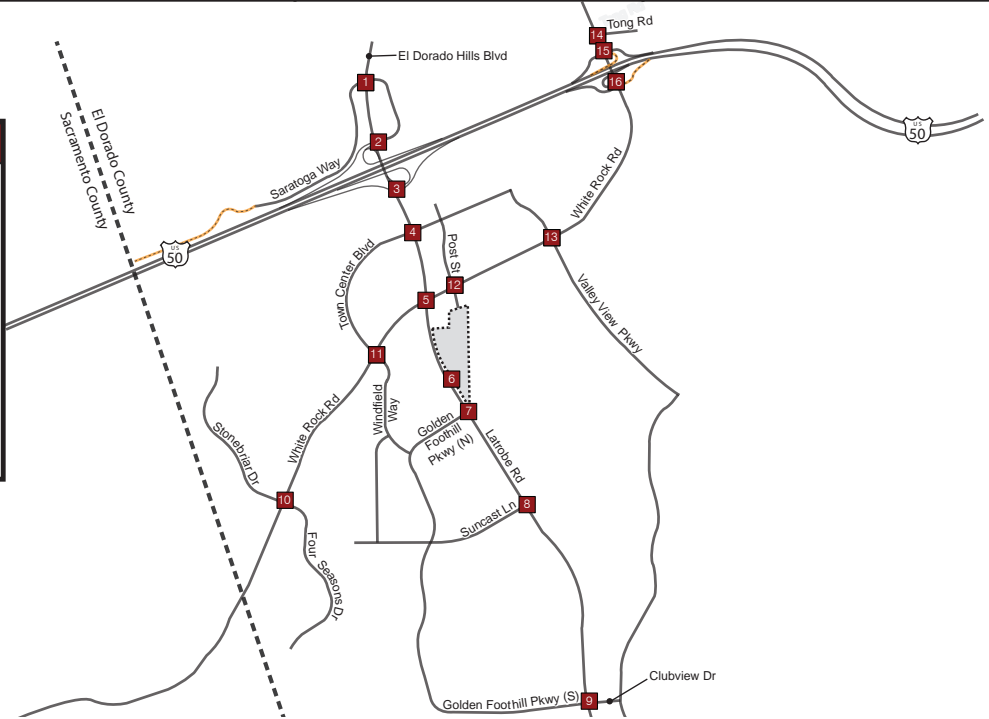 Tong Rd
14
15
El Dorado Hills Blvd
1
16
US
50
El Dorado County
Sacramento County
2
Saratoga Way
3
White Rock Rd
US
50
4
Post St
13
Town Center Blvd
12
5
Valley View Pkwy
11
6
Windfield
Way
7
Golden
Foothill
Pkwy (N)
White Rock Rd
Stonebriar Dr
Latrobe Rd
10
8
Suncast Ln
Four Seasons Dr
Clubview Dr
Golden Foothill Pkwy (S)
9